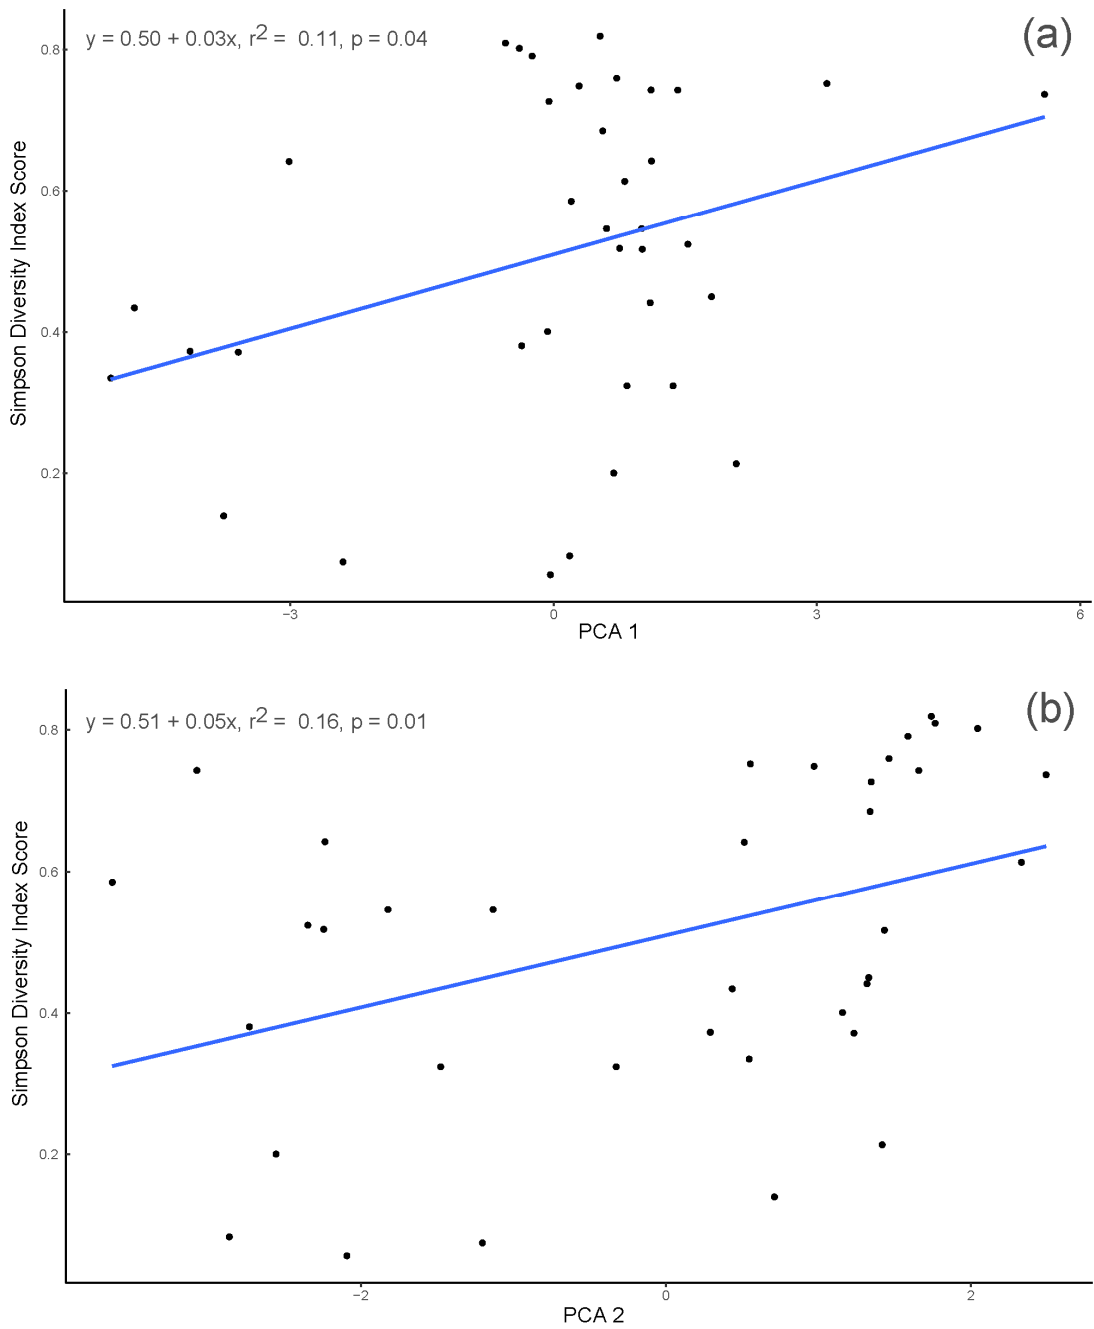 y = 0.50 + 0.03x, r2 = 0.11, p = 0.04
(a)
0.8
0.6
0.4
0.2
Simpson Diversity Index Score
−3
0
3
6
PCA 1
y = 0.51 + 0.05x, r2 = 0.16, p = 0.01
(b)
0.8
0.6
0.4
0.2
Simpson Diversity Index Score
−2
0
2
PCA 2